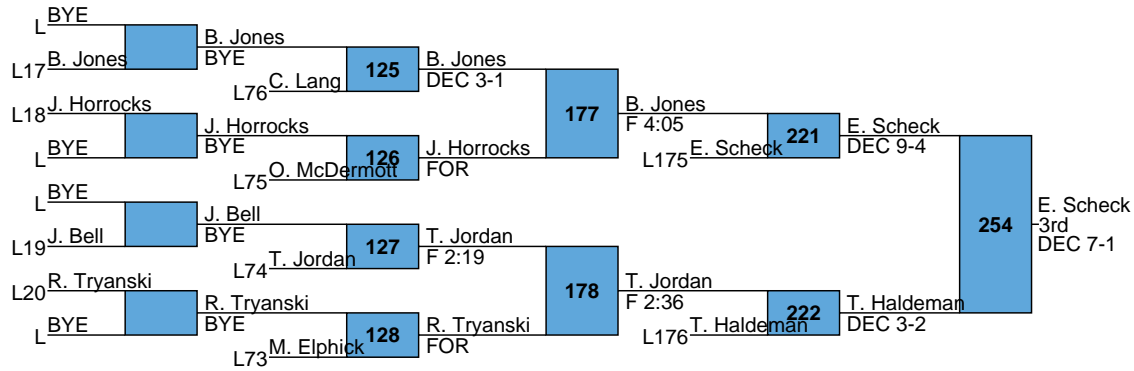 L BYE
L17 B. Jones
B. Jones
BYE
L76 C. Lang
125
B. Jones
DEC 3-1
L18 J. Horrocks
L BYE
J. Horrocks
BYE
L75 O. McDermott
126
J. Horrocks
FOR
177
B. Jones
F 4:05
L175 E. Scheck
221
E. Scheck
DEC 9-4
L BYE
L19 J. Bell
J. Bell
BYE
L74 T. Jordan
127
T. Jordan
F 2:19
L20 R. Tryanski
L BYE
R. Tryanski
BYE
L73 M. Elphick
128
R. Tryanski
FOR
178
T. Jordan
F 2:36
L176 T. Haldeman
222
T. Haldeman
DEC 3-2
254
E. Scheck
3rd
DEC 7-1